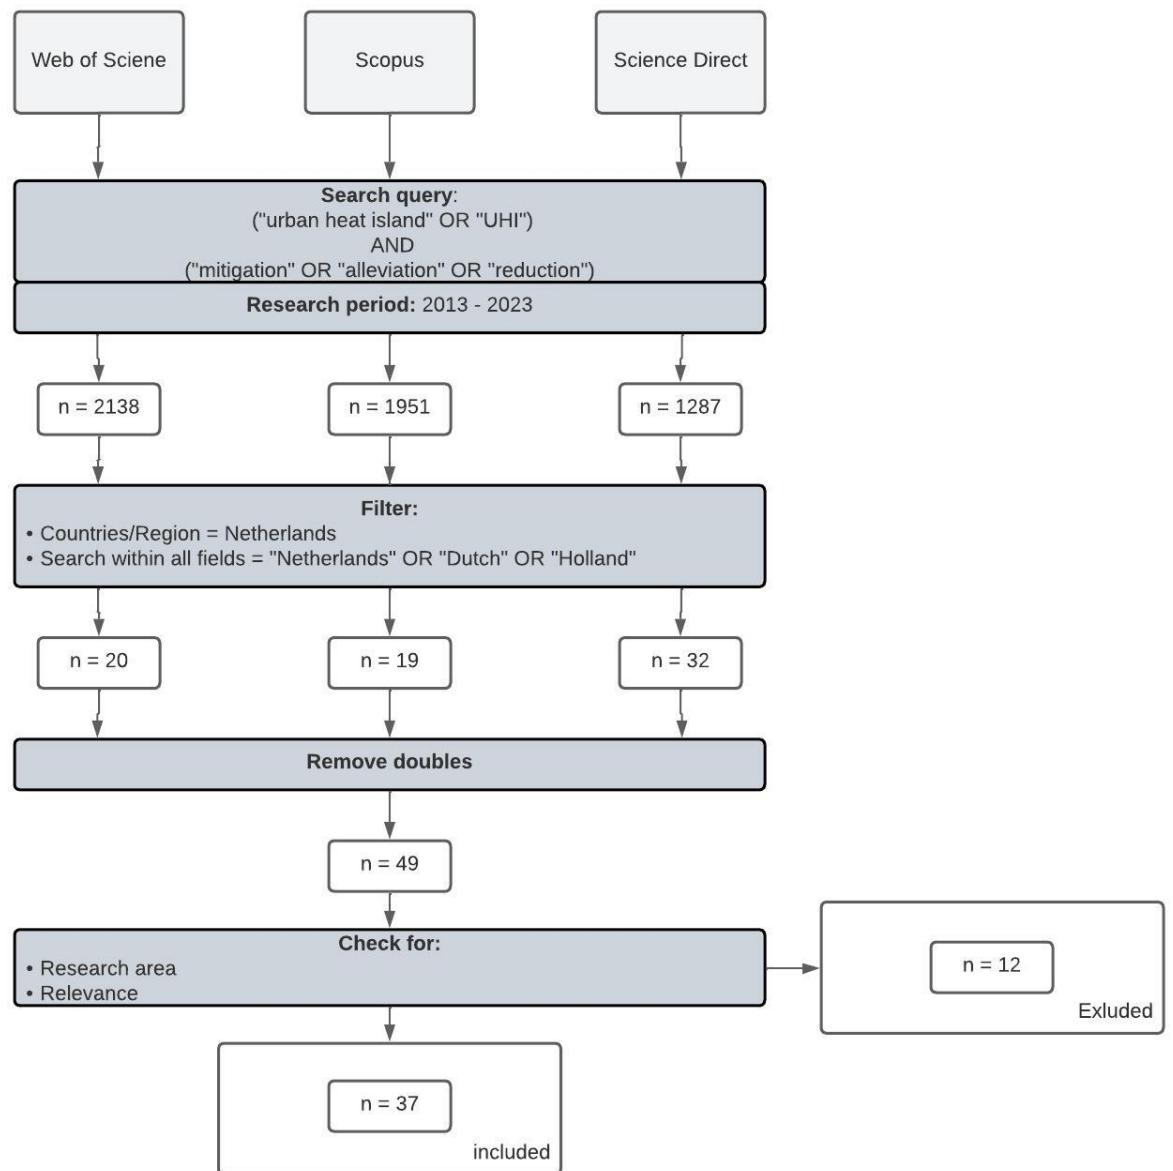 Web of Sciene
Scopus
Science Direct
Search query:
("urban heat island" OR "UHI")
AND
("mitigation" OR "alleviation" OR "reduction")
Research period: 2013 - 2023
n = 2138
n = 1951
n = 1287
Filter:
• Countries/Region = Netherlands
• Search within all fields = "Netherlands" OR "Dutch" OR "Holland"
n = 20
n = 19
n = 32
Remove doubles
n = 49
Check for:
• Research area
• Relevance
n = 12
Exluded
n = 37
included